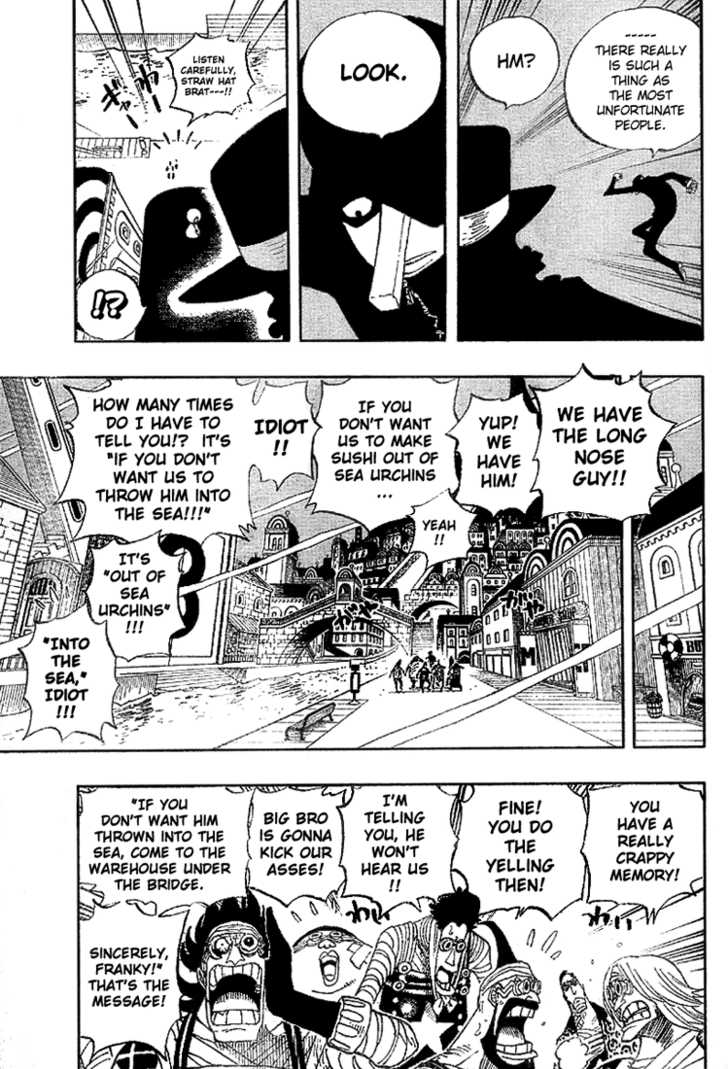 -----
THERE REALLY
IS SUCH A
THING AS
THE MOST
UNFORTUNATE
PEOPLE.
HM?
LOOK.
LISTEN
CAREFULLY,
STRAW HAT
BRAT---!!
ギャー
ギャー
!?
WE HAVE
THE LONG
NOSE
GUY!!
YUP!
WE
HAVE
HIM!
IF YOU
DON'T WANT
US TO MAKE
SUSHI OUT OF
SEA URCHINS
...
YEAH
!!
IDIOT
!!
HOW MANY TIMES
DO I HAVE TO
TELL YOU!? IT'S
"IF YOU DON'T
WANT US TO
THROW HIM INTO
THE SEA!!!"
IT'S
"OUT OF
SEA
URCHINS"
!!!
"INTO
THE
SEA,"
IDIOT
!!!
YOU
HAVE A
REALLY
CRAPPY
MEMORY!
FINE!
YOU DO
THE
YELLING
THEN!
I'M
TELLING
YOU, HE
WON'T
HEAR US
!!
BIG BRO
IS GONNA
KICK OUR
ASSES!
"IF YOU
DON'T WANT HIM
THROWN INTO THE
SEA, COME TO THE
WAREHOUSE UNDER
THE BRIDGE.
SINCERELY,
FRANKY!"
THAT'S THE
MESSAGE!